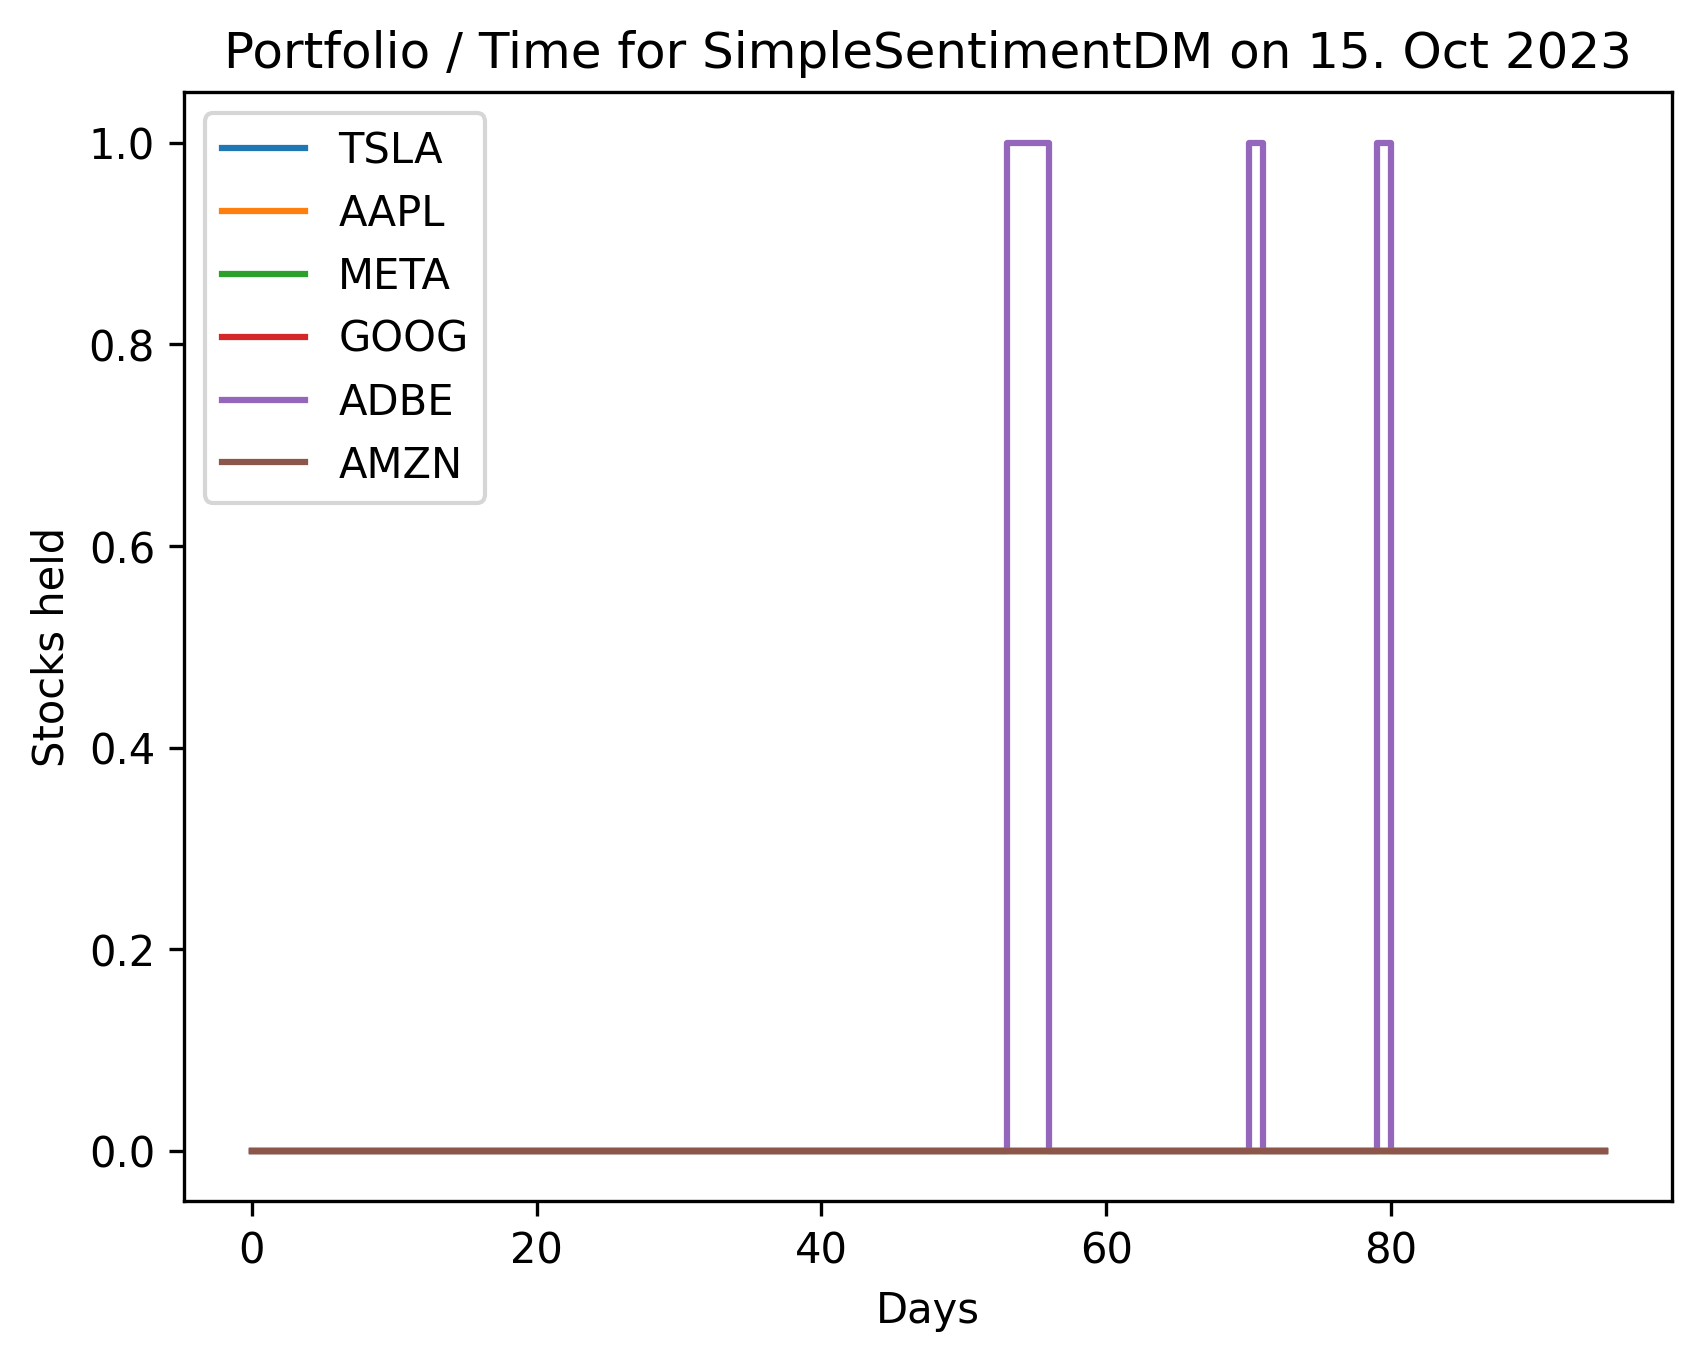 Portfolio / Time for SimpleSentimentDM on 15. Oct 2023
TSLA
AAPL
META
GOOG
ADBE
AMZN
Stocks held
1.0
0.8
0.6
0.4
0.2
0.0
0 20 40 60 80
Days